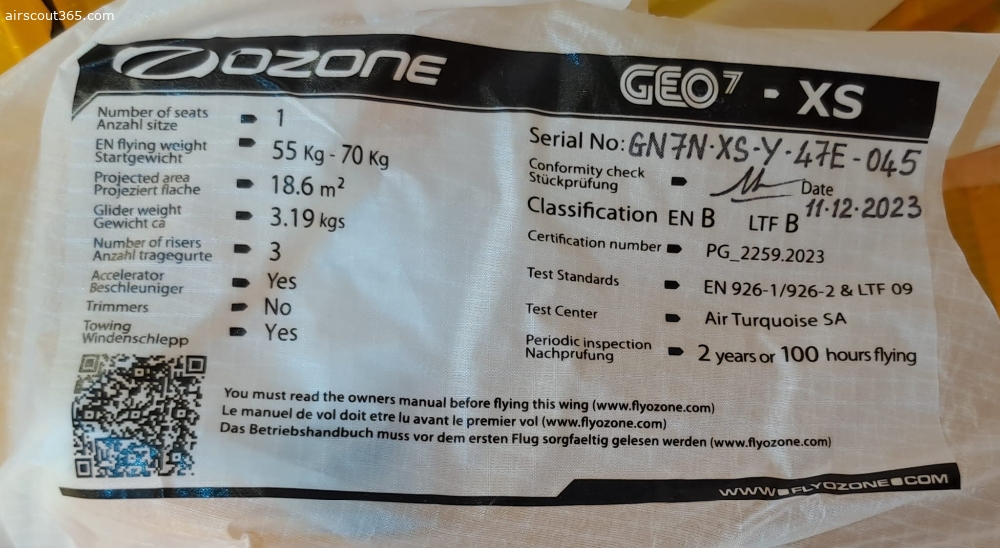 airscout365.com
OZONE
GEO7 - XS
Number of seats
Anzahl sitze
1
EN flying weight
Startgewicht
55 Kg - 70 Kg
Projected area
Projeziert flache
18.6 m²
Glider weight
Gewicht ca
3.19 kgs
Number of risers
Anzahl tragegurte
3
Accelerator
Beschleuniger
Yes
Trimmers
No
Towing
Windenschlepp
Yes
Serial No: GN7N-XS-Y-47E-045
Conformity check
Stückprüfung
Date
11.12.2023
Classification EN B LTF B
Certification number PG_2259.2023
Test Standards EN 926-1/926-2 & LTF 09
Test Center Air Turquoise SA
Periodic inspection
Nachprufung
2 years or 100 hours flying
You must read the owners manual before flying this wing (www.flyozone.com)
Le manuel de vol doit etre lu avant le premier vol (www.flyozone.com)
Das Betriebshandbuch muss vor dem ersten Flug sorgfaeltig gelesen werden (www.flyozone.com)
WWW.FLYOZONE.COM